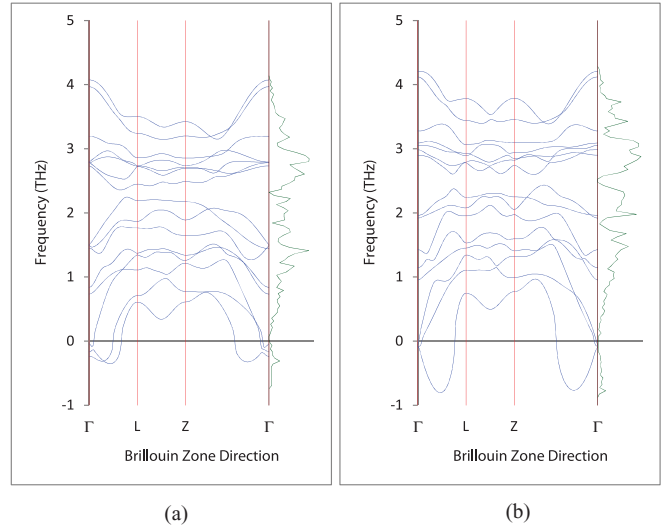 5
4
3
2
1
0
-1
Frequency (THz)
Γ
L
Z
Γ
Brillouin Zone Direction
(a)
5
4
3
2
1
0
-1
Frequency (THz)
Γ
L
Z
Γ
Brillouin Zone Direction
(b)